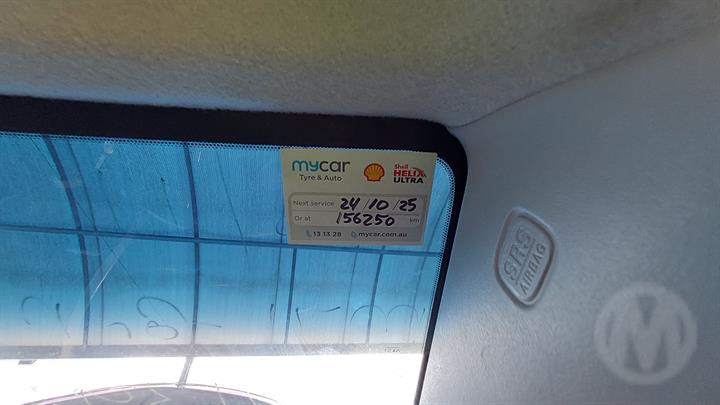 mycar
Tyre & Auto
Shell
HELIX
ULTRA
Next service 24/10/25
Or at 156250 km
13 13 28 mycar.com.au
SRS
AIRBAG
M